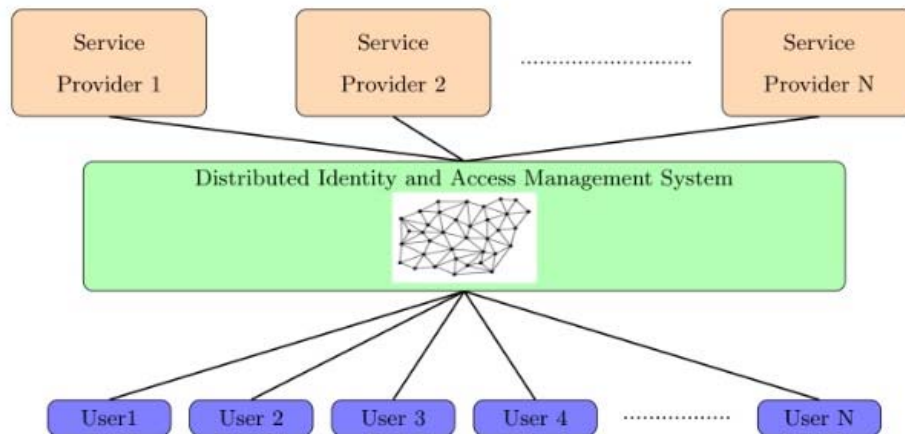 Service
Provider 1
Service
Provider 2
Service
Provider N
Distributed Identity and Access Management System
User1
User 2
User 3
User 4
User N